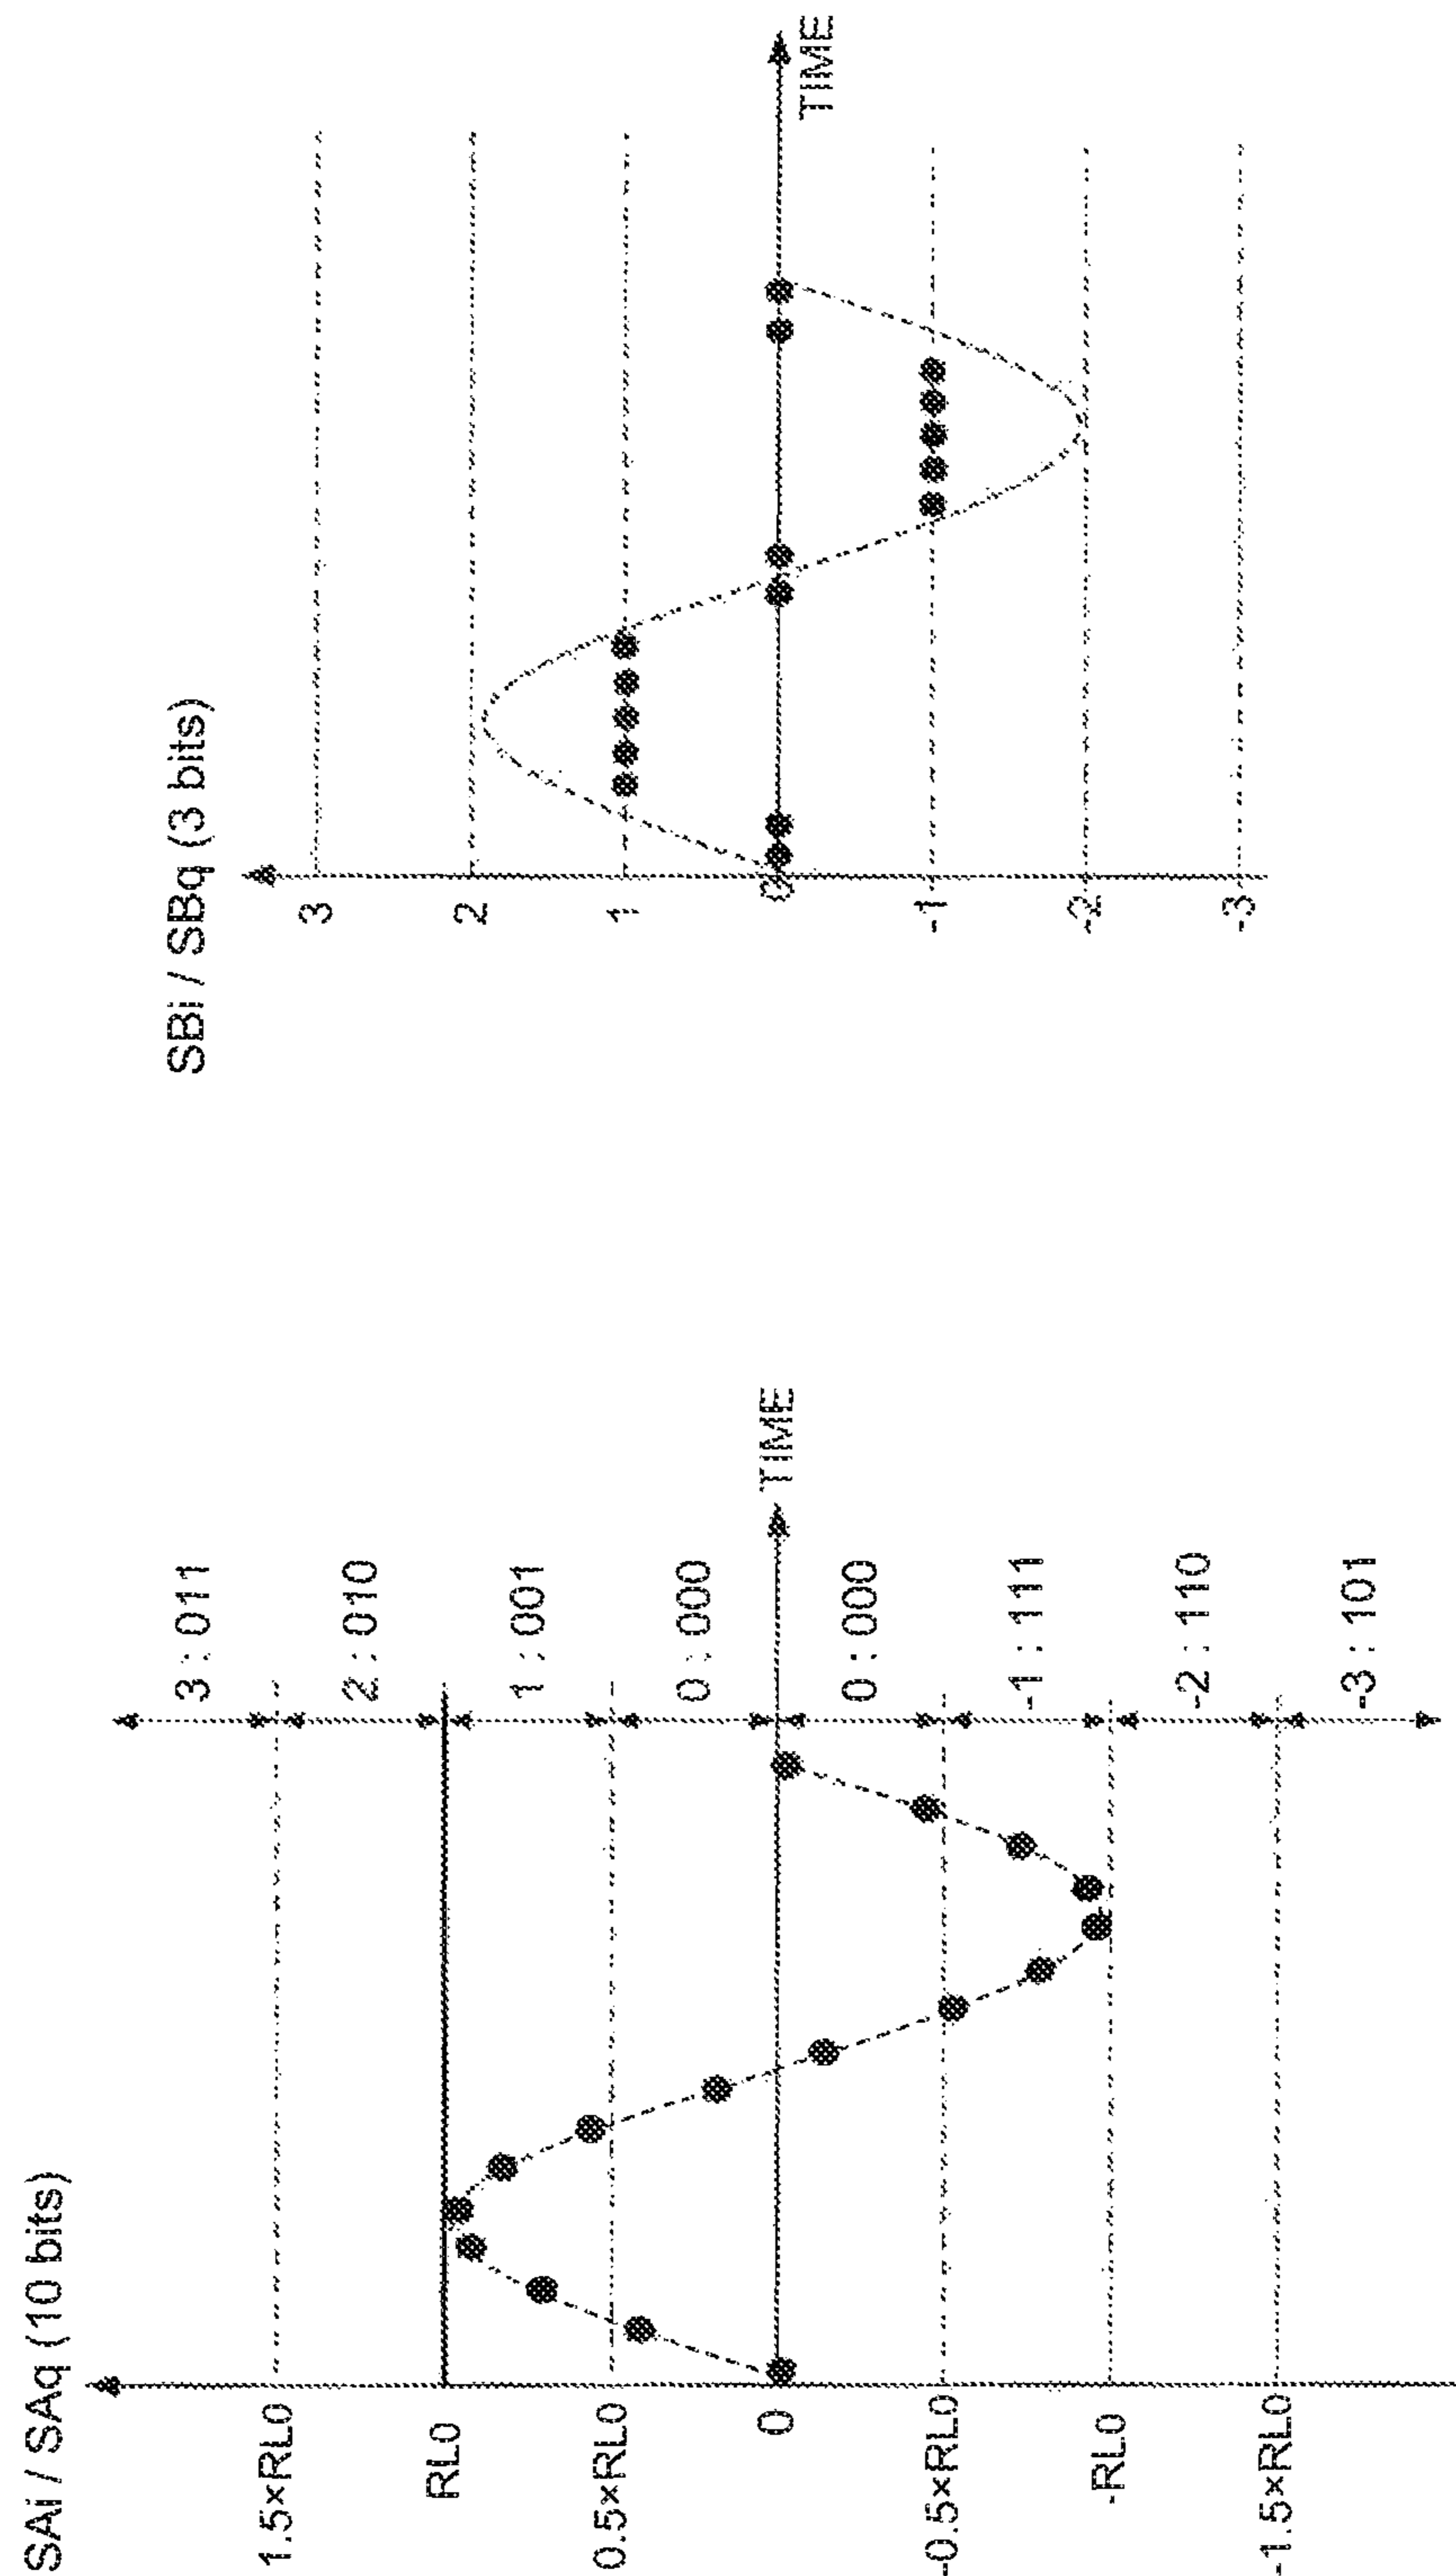 SAi / SAq (10 bits)
1.5×RL0
RL0
0.5×RL0
0
-0.5×RL0
-RL0
-1.5×RL0
3 : 011
2 : 010
1 : 001
0 : 000
0 : 000
-1 : 111
-2 : 110
-3 : 101
TIME
SBi / SBq (3 bits)
3
2
1
0
-1
-2
-3
TIME